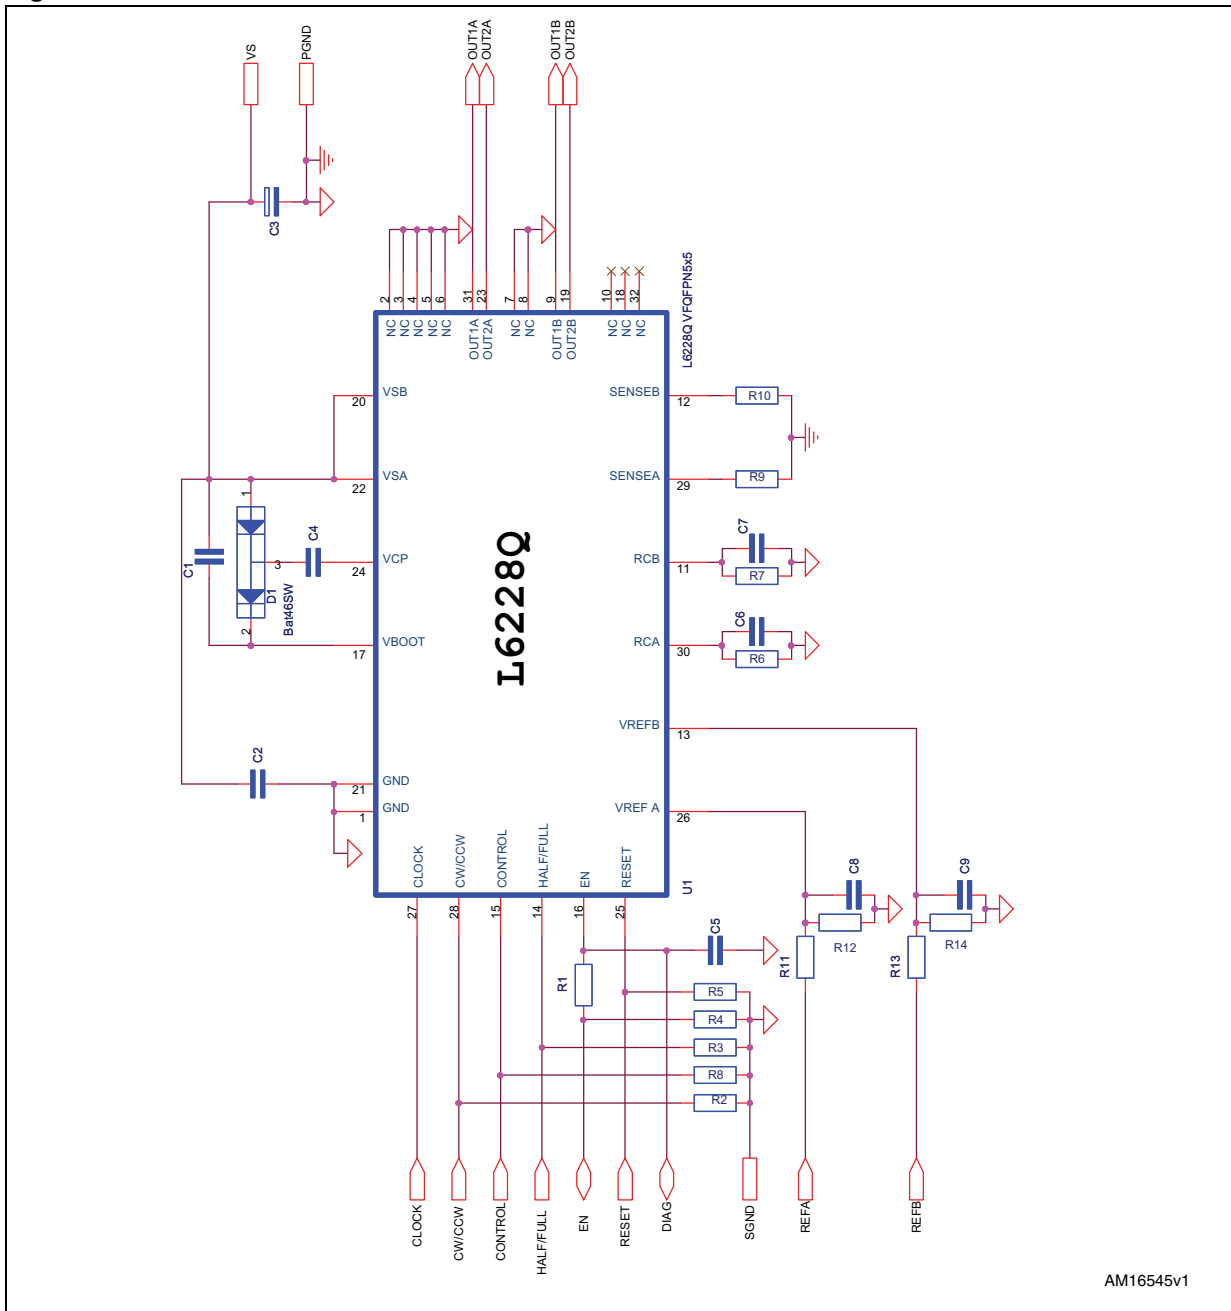 VS
PGND
OUT1A
OUT2A
OUT1B
OUT2B
C3
2
3
4
5
6
31
23
7
8
9
19
10
18
32
NC
NC
NC
NC
NC
OUT1A
OUT2A
NC
NC
OUT1B
OUT2B
NC
NC
NC
L6228Q VFQFPN5x5
VSB
20
SENSEB
12
R10
VSA
22
SENSEA
29
R9
1
C1
3
C4
VCP
24
D1
Bat46SW
2
VBOOT
17
L6228Q
RCB
11
C7
R7
RCA
30
C6
R6
VREFB
13
C2
GND
21
GND
1
VREF A
26
CLOCK
CW/CCW
CONTROL
HALF/FULL
EN
RESET
U1
27
28
15
14
16
25
C8
R12
C9
R14
R11
R13
C5
R1
R5
R4
R3
R8
R2
CLOCK
CW/CCW
CONTROL
HALF/FULL
EN
RESET
DIAG
SGND
REFA
REFB
AM16545v1